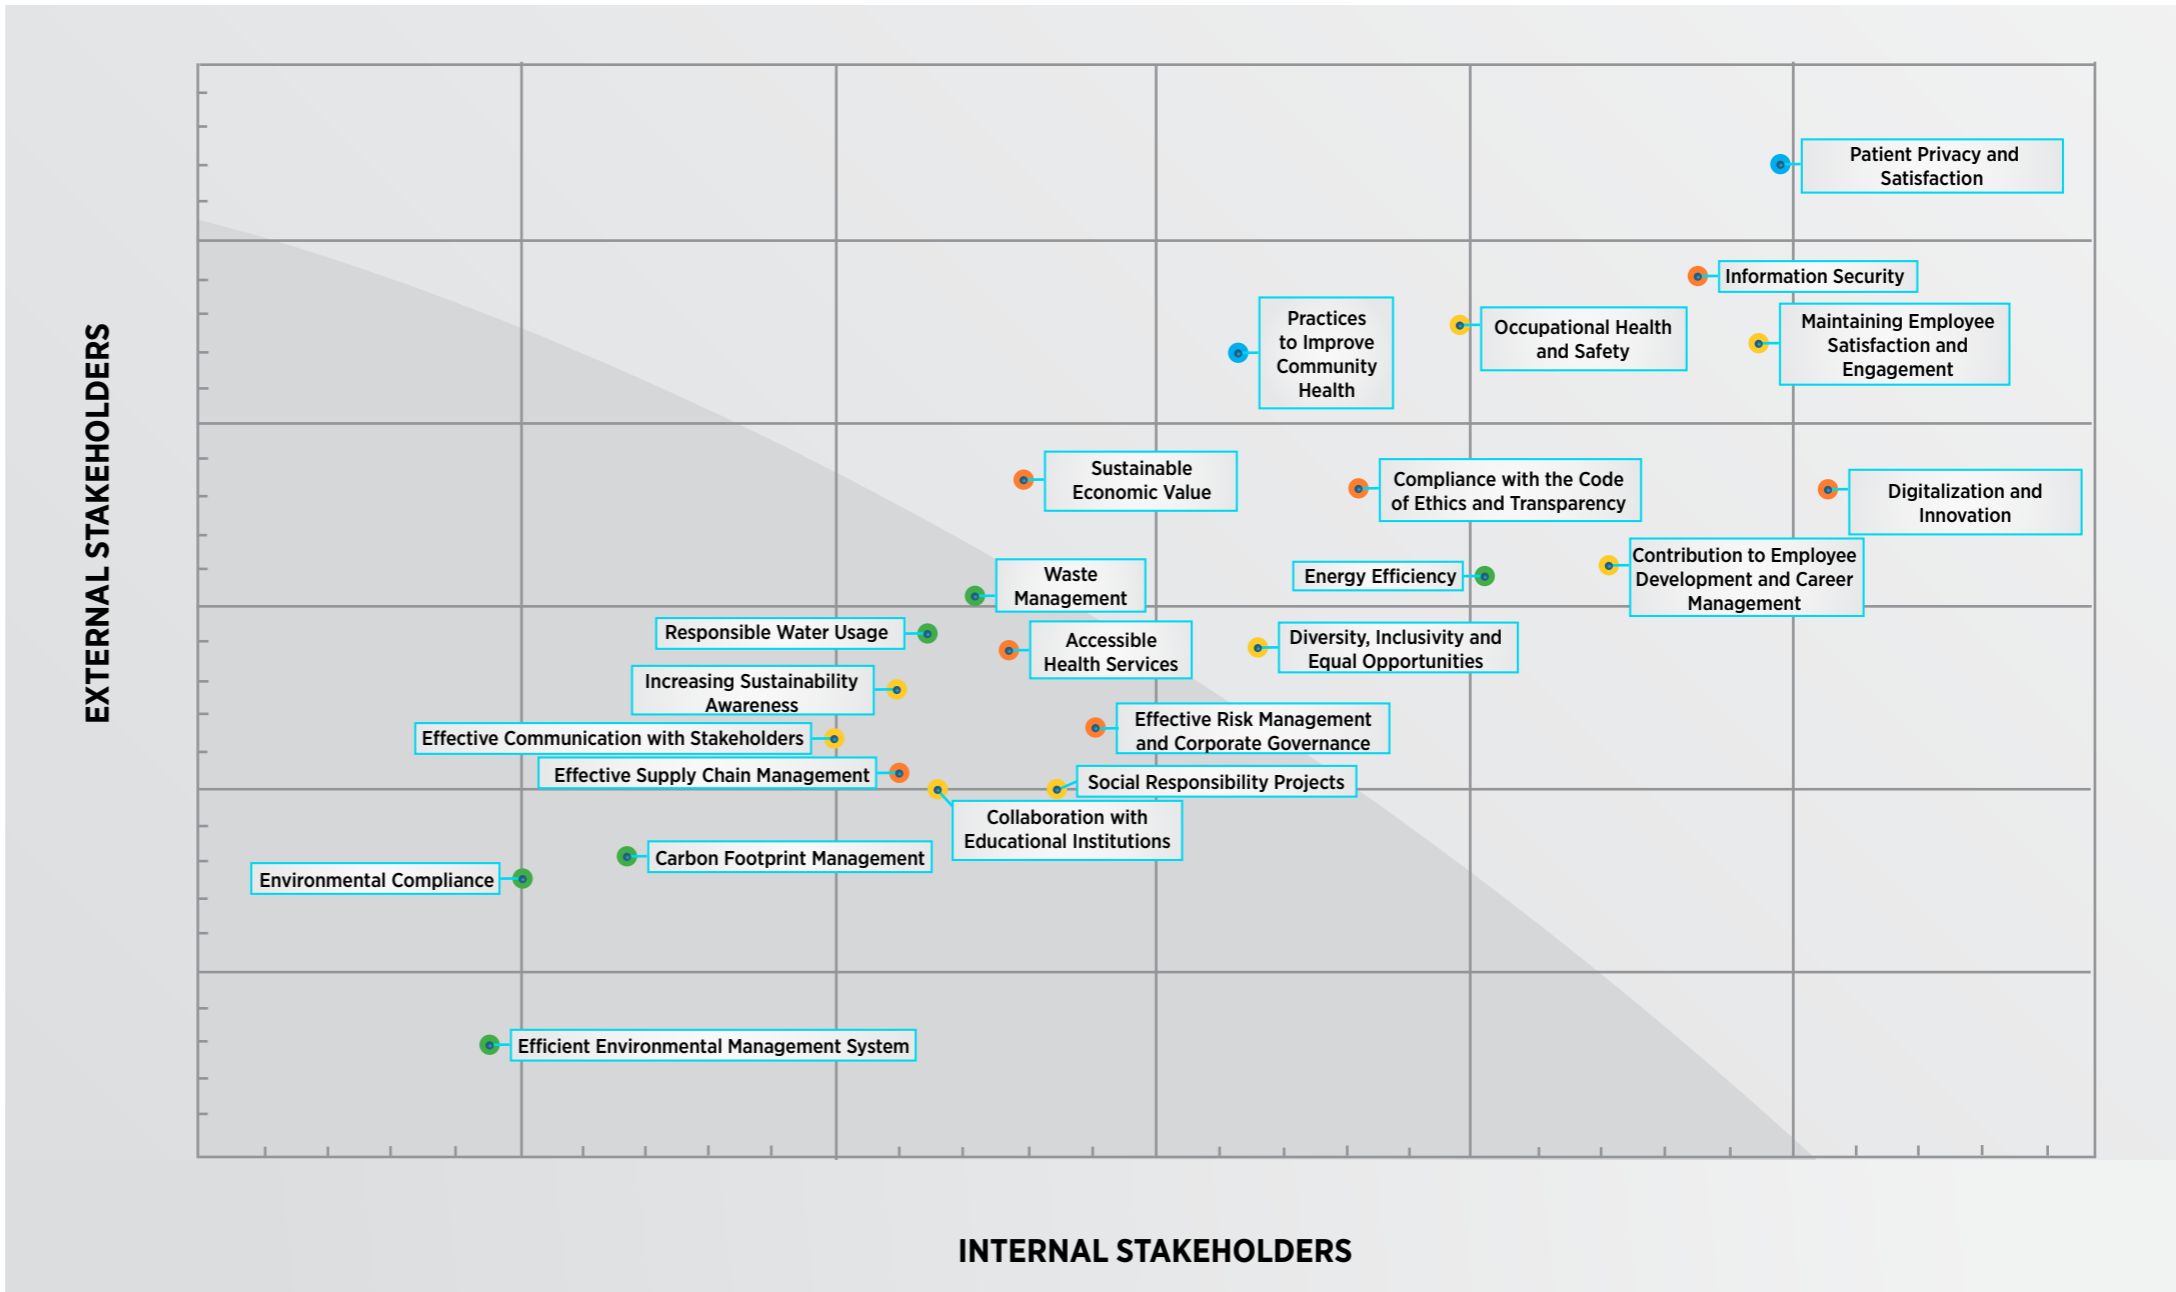 EXTERNAL STAKEHOLDERS
Patient Privacy and
Satisfaction
Information Security
Practices
to Improve
Community
Health
Occupational Health
and Safety
Maintaining Employee
Satisfaction and
Engagement
Sustainable
Economic Value
Compliance with the Code
of Ethics and Transparency
Digitalization and
Innovation
Waste
Management
Energy Efficiency
Contribution to Employee
Development and Career
Management
Responsible Water Usage
Accessible
Health Services
Diversity, Inclusivity and
Equal Opportunities
Increasing Sustainability
Awareness
Effective Communication with Stakeholders
Effective Risk Management
and Corporate Governance
Effective Supply Chain Management
Social Responsibility Projects
Collaboration with
Educational Institutions
Carbon Footprint Management
Environmental Compliance
Efficient Environmental Management System
INTERNAL STAKEHOLDERS